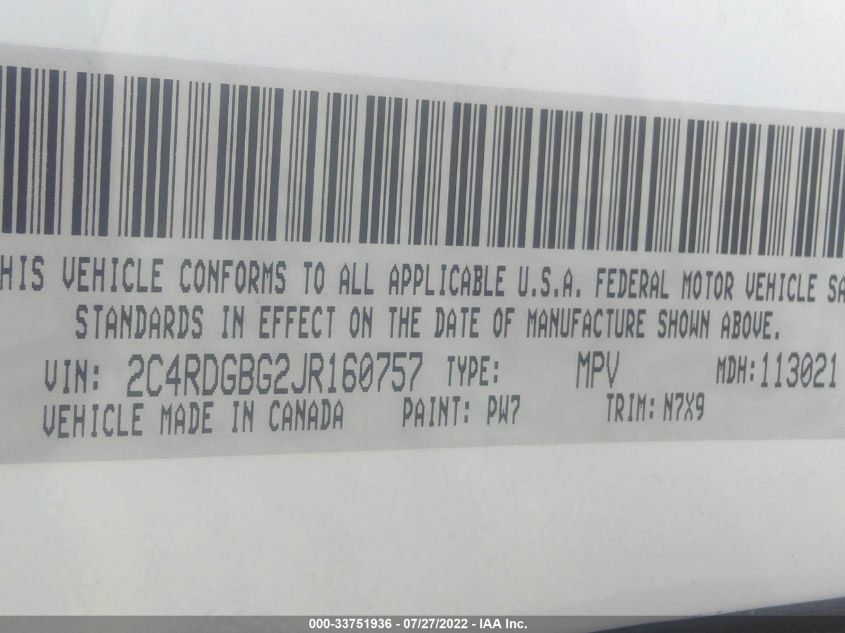 HIS VEHICLE CONFORMS TO ALL APPLICABLE U.S.A. FEDERAL MOTOR VEHICLE SA
STANDARDS IN EFFECT ON THE DATE OF MANUFACTURE SHOWN ABOVE.
VIN: 2C4RDGBG2JR160757 TYPE: MPV MDH:113021
VEHICLE MADE IN CANADA PAINT: PW7 TRIM: N7X9
000-33751936 - 07/27/2022 - IAA Inc.